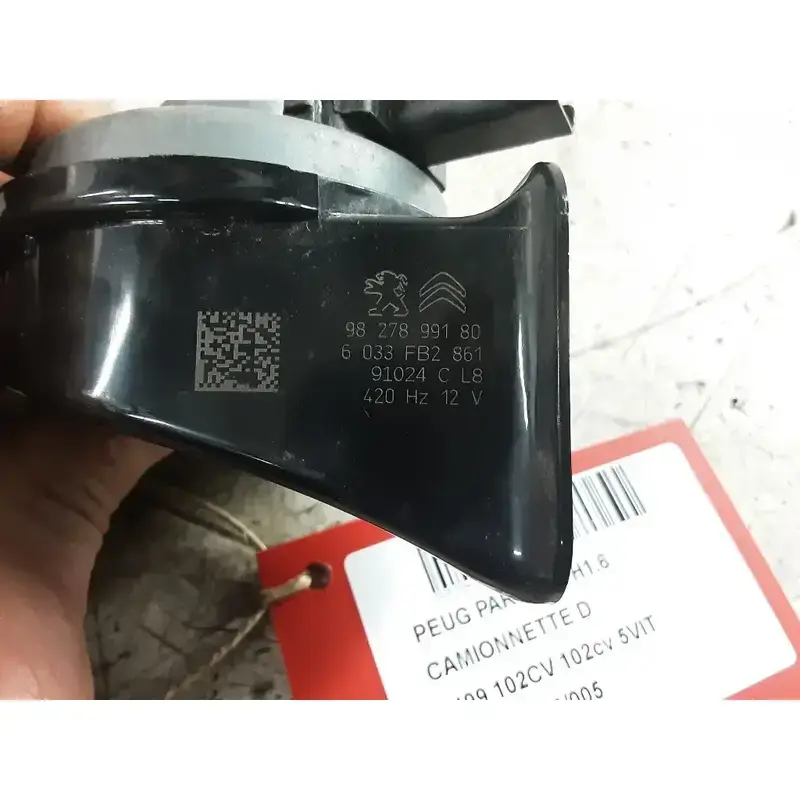 98 278 991 80
6 033 FB2 861
91024 C L8
420 Hz 12 V
H1.6
PEUG PAR
CAMIONNETTE D
102CV 102cv 5VIT